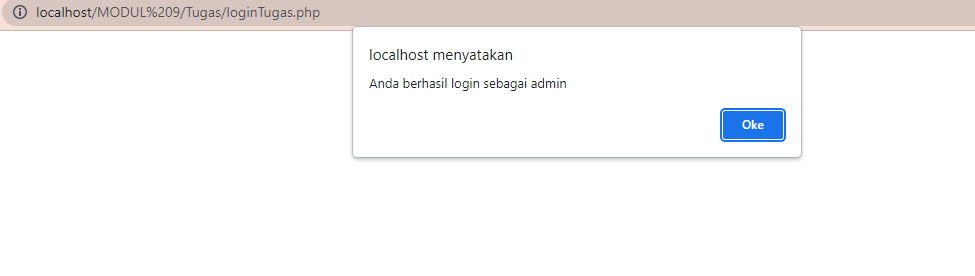 localhost/MODUL%209/Tugas/loginTugas.php
localhost menyatakan
Anda berhasil login sebagai admin
Oke